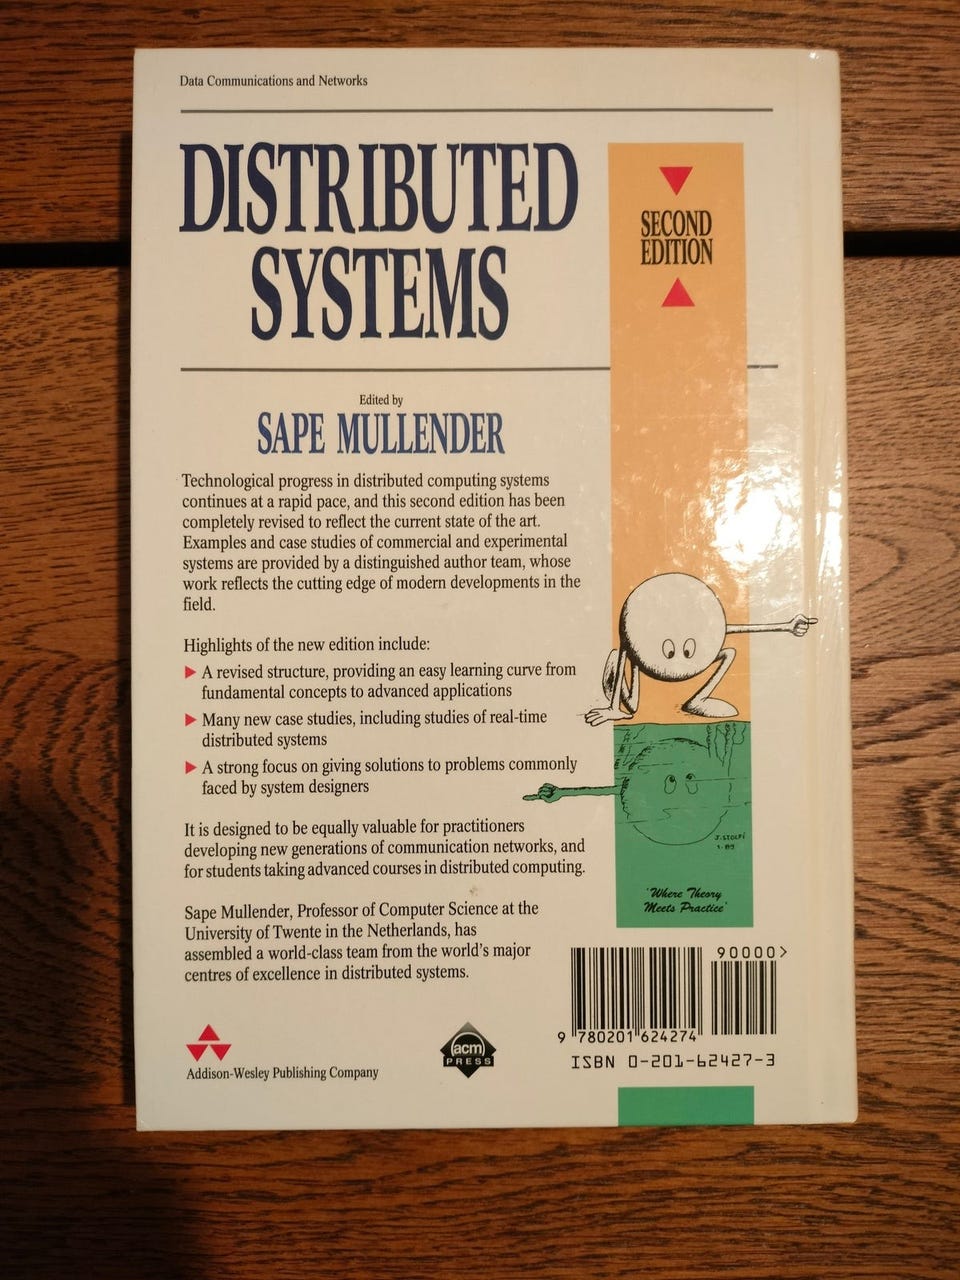 Data Communications and Networks
DISTRIBUTED
SYSTEMS
SECOND
EDITION
Edited by
SAPE MULLENDER
Technological progress in distributed computing systems
continues at a rapid pace, and this second edition has been
completely revised to reflect the current state of the art.
Examples and case studies of commercial and experimental
systems are provided by a distinguished author team, whose
work reflects the cutting edge of modern developments in the
field.
Highlights of the new edition include:
A revised structure, providing an easy learning curve from
fundamental concepts to advanced applications
Many new case studies, including studies of real-time
distributed systems
A strong focus on giving solutions to problems commonly
faced by system designers
It is designed to be equally valuable for practitioners
developing new generations of communication networks, and
for students taking advanced courses in distributed computing.
Sape Mullender, Professor of Computer Science at the
University of Twente in the Netherlands, has
assembled a world-class team from the world's major
centres of excellence in distributed systems.
J. STOLFI
1-89
'Where Theory
Meets Practice'
90000>
9 780201 624274
ISBN 0-201-62427-3
acm
PRESS
Addison-Wesley Publishing Company